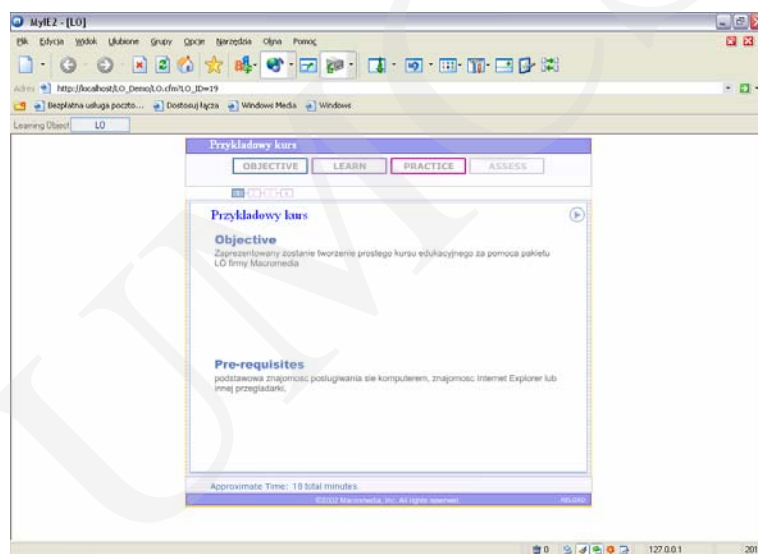 MyIE2 - [LO]
Plik Edycja Widok Ulubione Grupy Opcje Narzędzia Okna Pomoc
Adres http://localhost/LO_Demo/LO.cfm?LO_ID=19
Bezpłatna usługa poczto... Dostosuj łącza Windows Media Windows
Learning Object LO
Przykladowy kurs
OBJECTIVE LEARN PRACTICE ASSESS
Przykladowy kurs
Objective
Zaprezentowany zostanie tworzenie prostego kursu edukacyjnego za pomoca pakietu
LO firmy Macromedia
Pre-requisites
podstawowa znajomosc poslugiwania sie komputerem, znajomosc Internet Explorer lub
innej przegladarki,
Approximate Time: 18 total minutes.
©2002 Macromedia, Inc. All rights reserved. RELOAD
0 127.0.0.1 201
UMCS